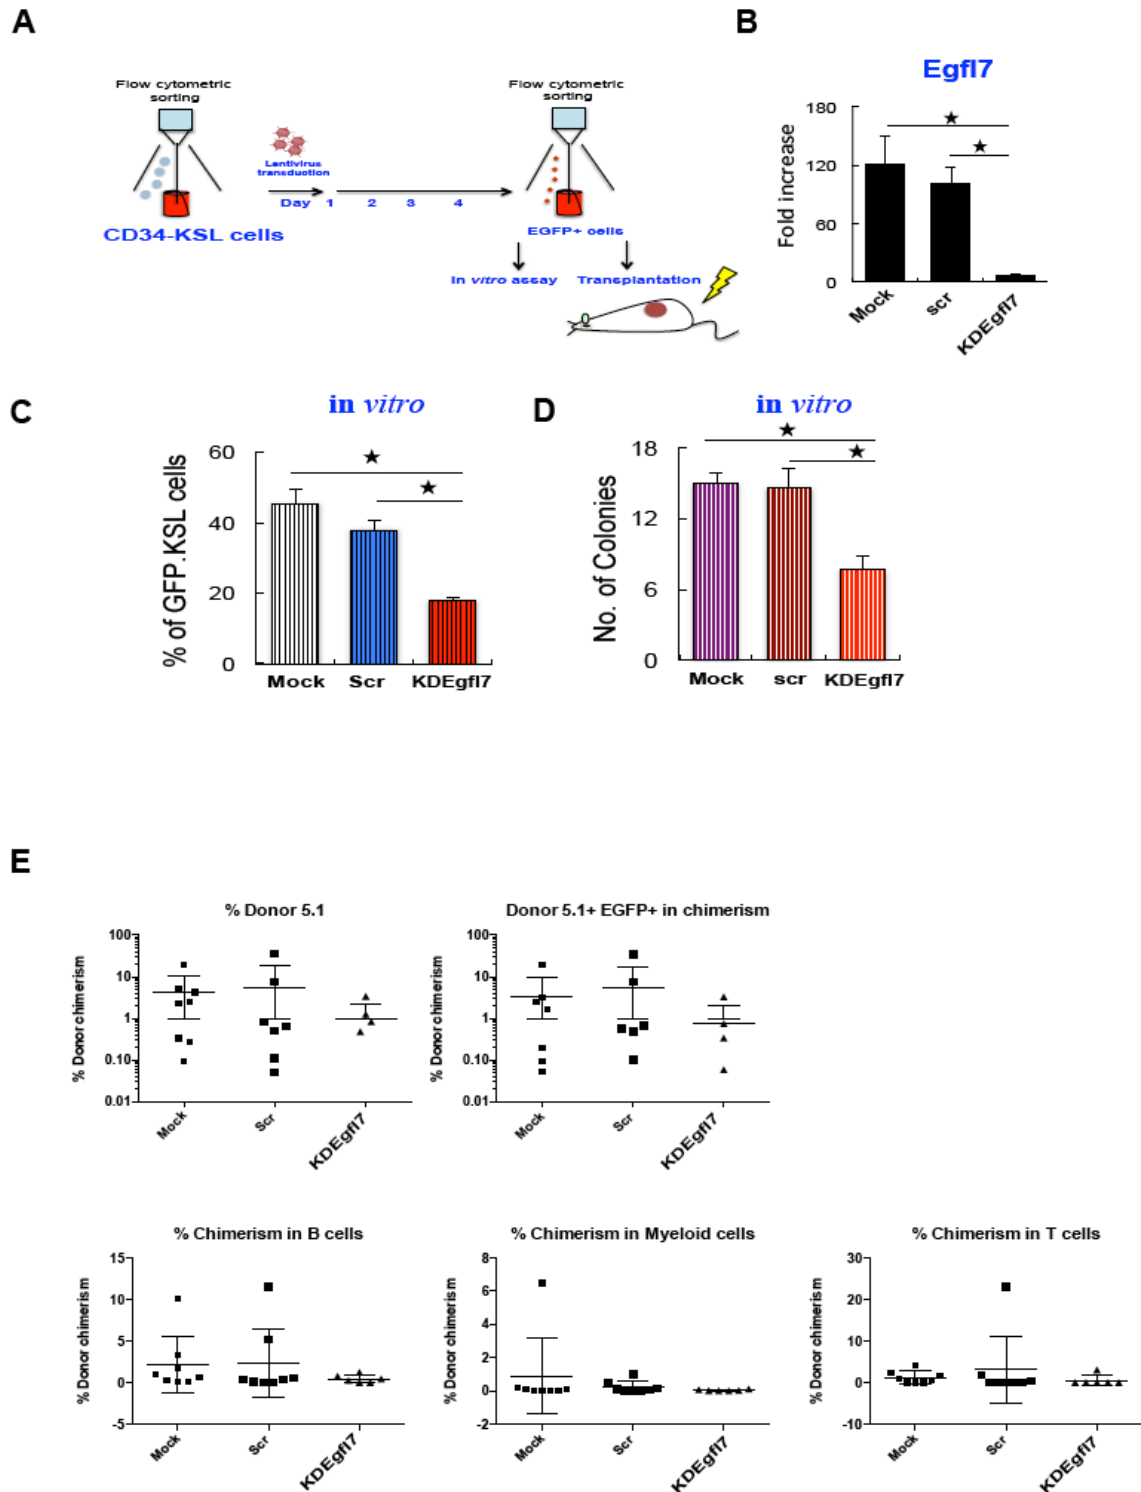 A
Flow cytometric
sorting
Lentivirus
transduction
Day 1 2 3 4
CD34-KSL cells
Flow cytometric
sorting
EGFP+ cells
In vitro assay Transplantation
B
Egfl7
Fold increase
180
120
60
0
Mock
scr
KDEgfl7
C
in vitro
% of GFP.KSL cells
60
40
20
0
Mock Scr KDEgfl7
D
in vitro
No. of Colonies
18
12
6
0
Mock scr KDEgfl7
E
% Donor 5.1
% Donor chimerism
100
10
1
0.10
0.01
Mock
Scr
KDEgfl7
Donor 5.1+ EGFP+ in chimerism
% Donor chimerism
100
10
1
0.10
0.01
Mock
Scr
KDEgfl7
% Chimerism in B cells
% Donor chimerism
15
10
5
0
-5
Mock
Scr
KDEgfl7
% Chimerism in Myeloid cells
% Donor chimerism
8
6
4
2
0
-2
Mock
Scr
KDEgfl7
% Chimerism in T cells
% Donor chimerism
30
20
10
0
-10
Mock
Scr
KDEgfl7